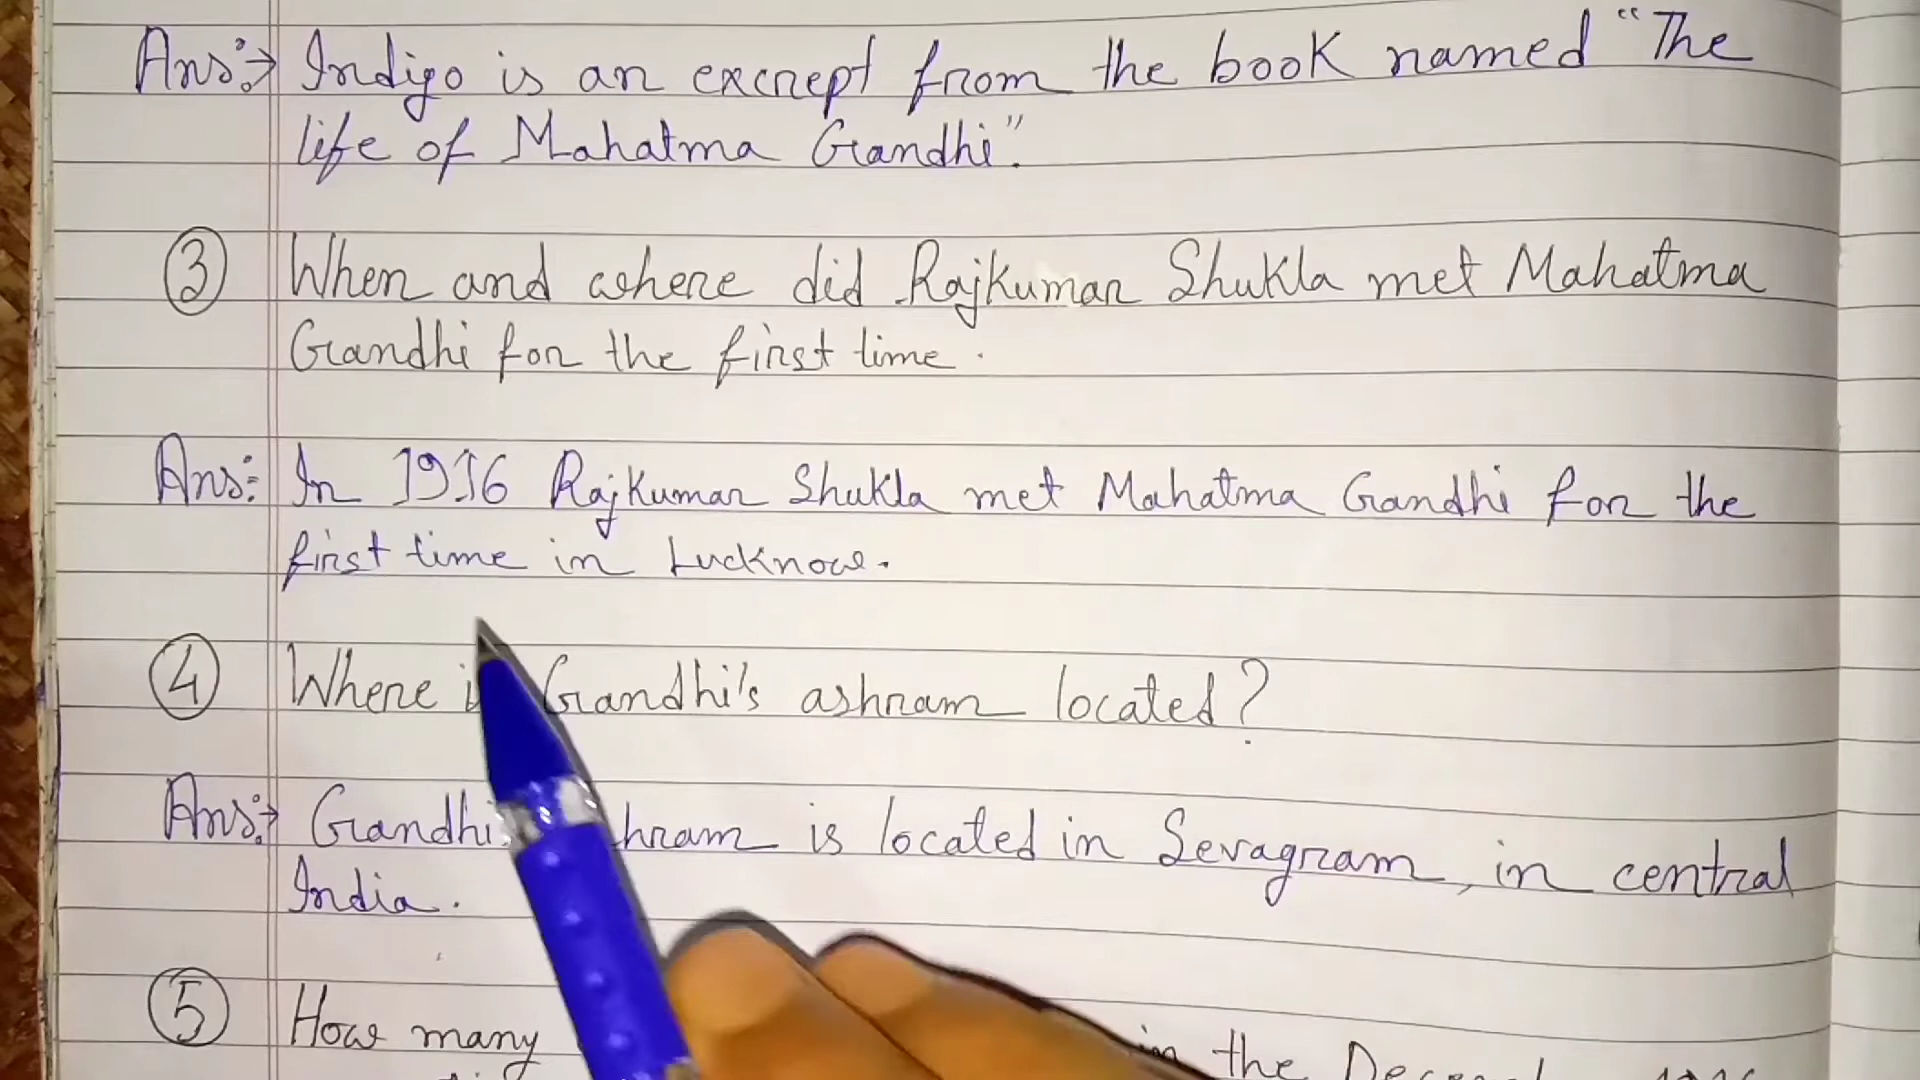 Ans:→ Indigo is an excrept from the book named "The
life of Mahatma Gandhi".
③ When and where did Rajkumar Shukla met Mahatma
Gandhi for the first time.
Ans:- In 1916 Rajkumar Shukla met Mahatma Gandhi for the
first time in Lucknow.
④ Where Gandhi's ashram located?
Ans:→ Gandhi is located in Sevagram, in central
India.
⑤ How many in the